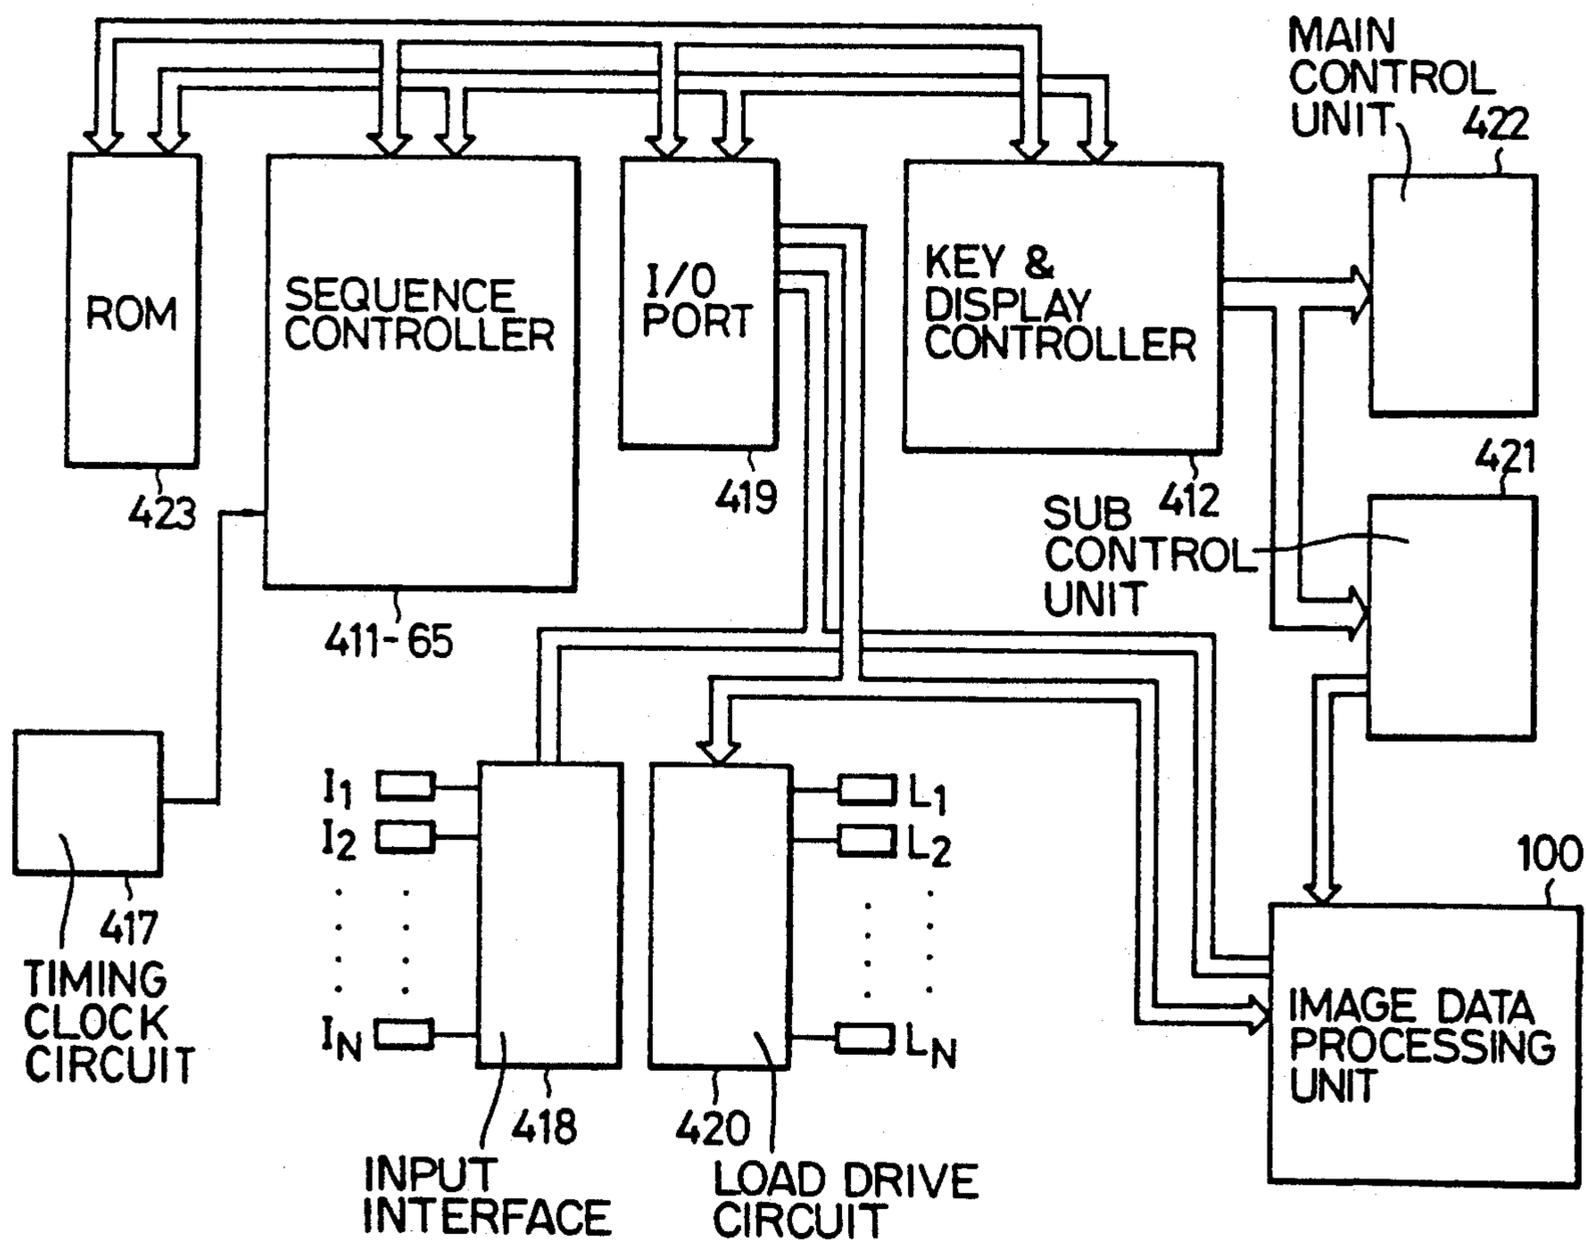 MAIN
CONTROL
UNIT
422
ROM
423
SEQUENCE
CONTROLLER
411-65
I/O
PORT
419
KEY &
DISPLAY
CONTROLLER
412
SUB
CONTROL
UNIT
421
417
TIMING
CLOCK
CIRCUIT
I1
I2
IN
418
INPUT
INTERFACE
L1
L2
LN
420
LOAD DRIVE
CIRCUIT
100
IMAGE DATA
PROCESSING
UNIT